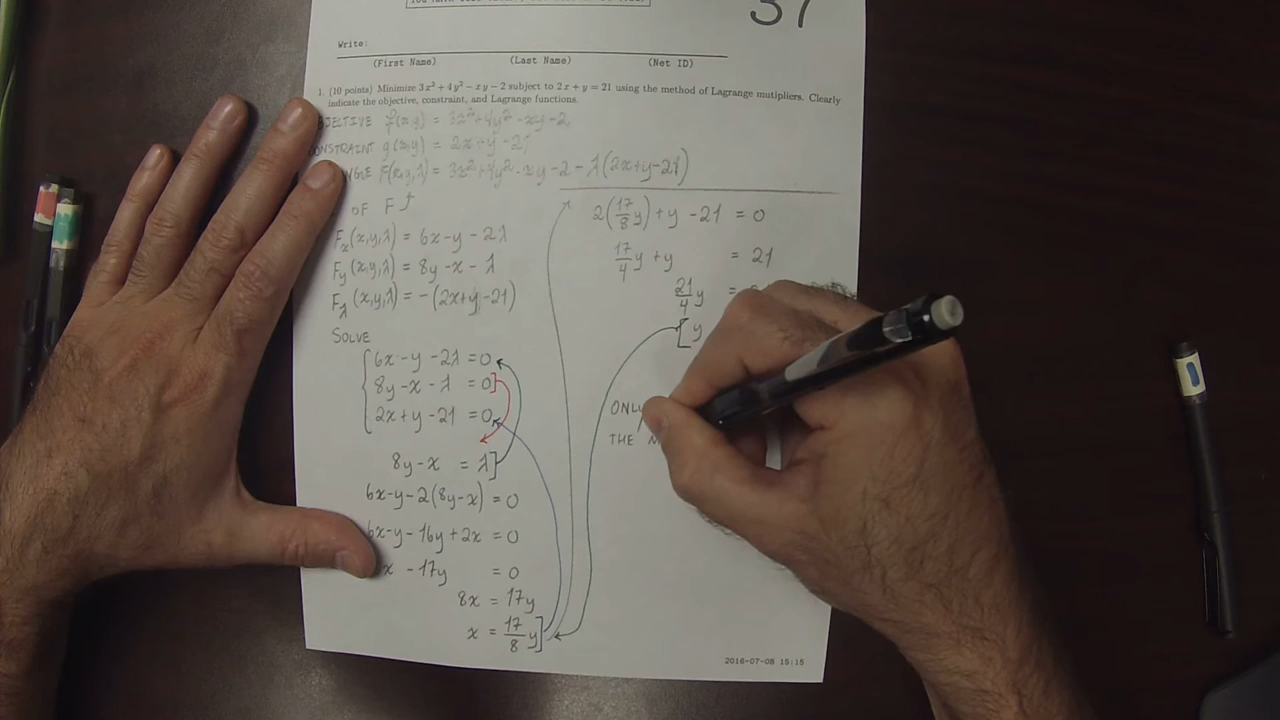 37
Write:
(First Name) (Last Name) (Net ID)
1. (10 points) Minimize 3x² + 4y² − xy − 2 subject to 2x + y = 21 using the method of Lagrange mutipliers. Clearly
indicate the objective, constraint, and Lagrange functions.
f(x,y) = 3x²+4y²-xy-2
g(x,y) = 2x+y-21
F(x,y,λ) = 3x²+4y²-xy-2-λ(2x+y-21)
OF F
Fx(x,y,λ) = 6x-y-2λ
Fy(x,y,λ) = 8y-x-λ
Fλ(x,y,λ) = -(2x+y-21)
SOLVE
6x-y-2λ=0
8y-x-λ=0
2x+y-21=0
8y-x = λ
6x-y-2(8y-x)=0
6x-y-16y+2x=0
x-17y=0
8x = 17y
x = 17/8 y
2(17/8 y)+y-21=0
17/4 y+y = 21
21/4 y =
y
ONLY
THE
2016-07-08 15:15